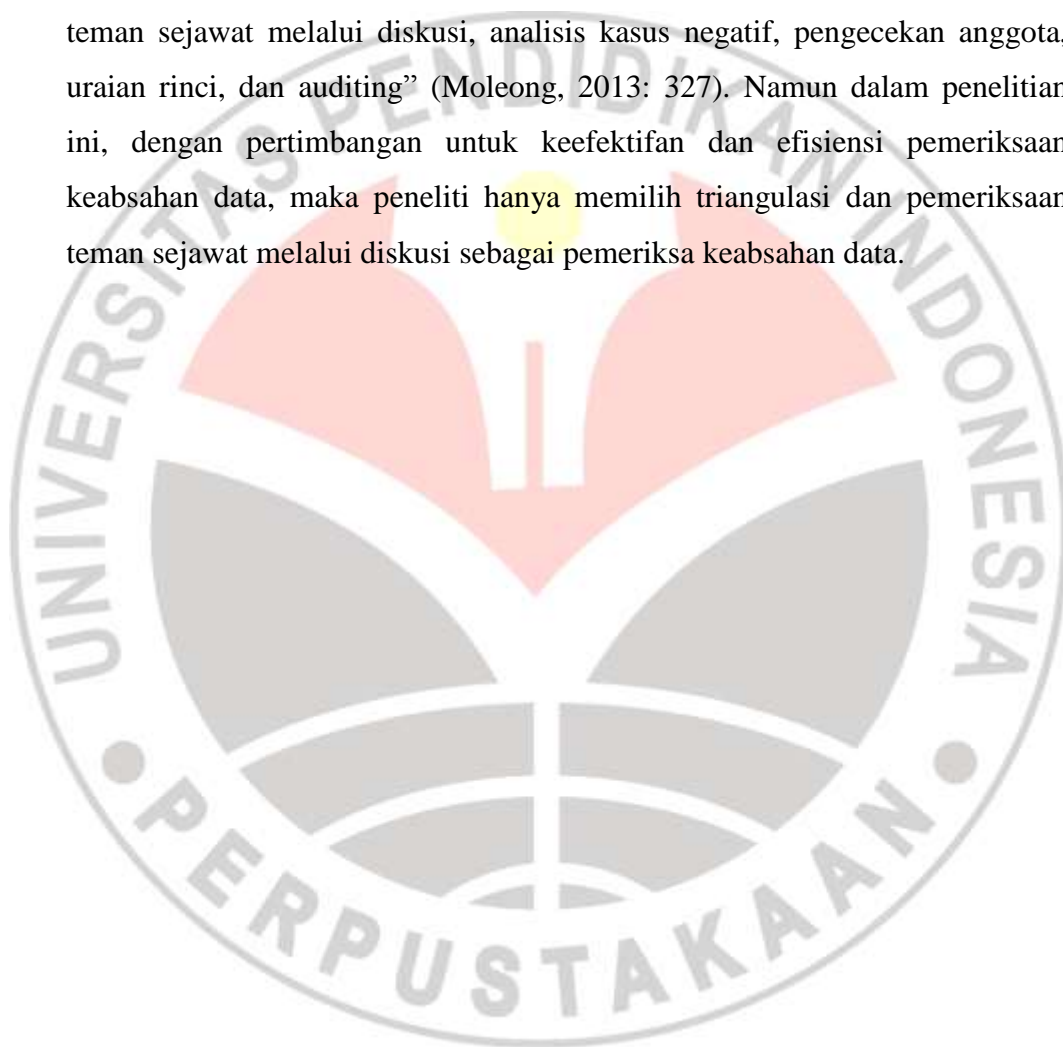 teman sejawat melalui diskusi, analisis kasus negatif, pengecekan anggota,
uraian rinci, dan auditing” (Moleong, 2013: 327). Namun dalam penelitian
ini, dengan pertimbangan untuk keefektifan dan efisiensi pemeriksaan
keabsahan data, maka peneliti hanya memilih triangulasi dan pemeriksaan
teman sejawat melalui diskusi sebagai pemeriksa keabsahan data.
UNIVERSITAS PENDIDIKAN INDONESIA
PERPUSTAKAAN